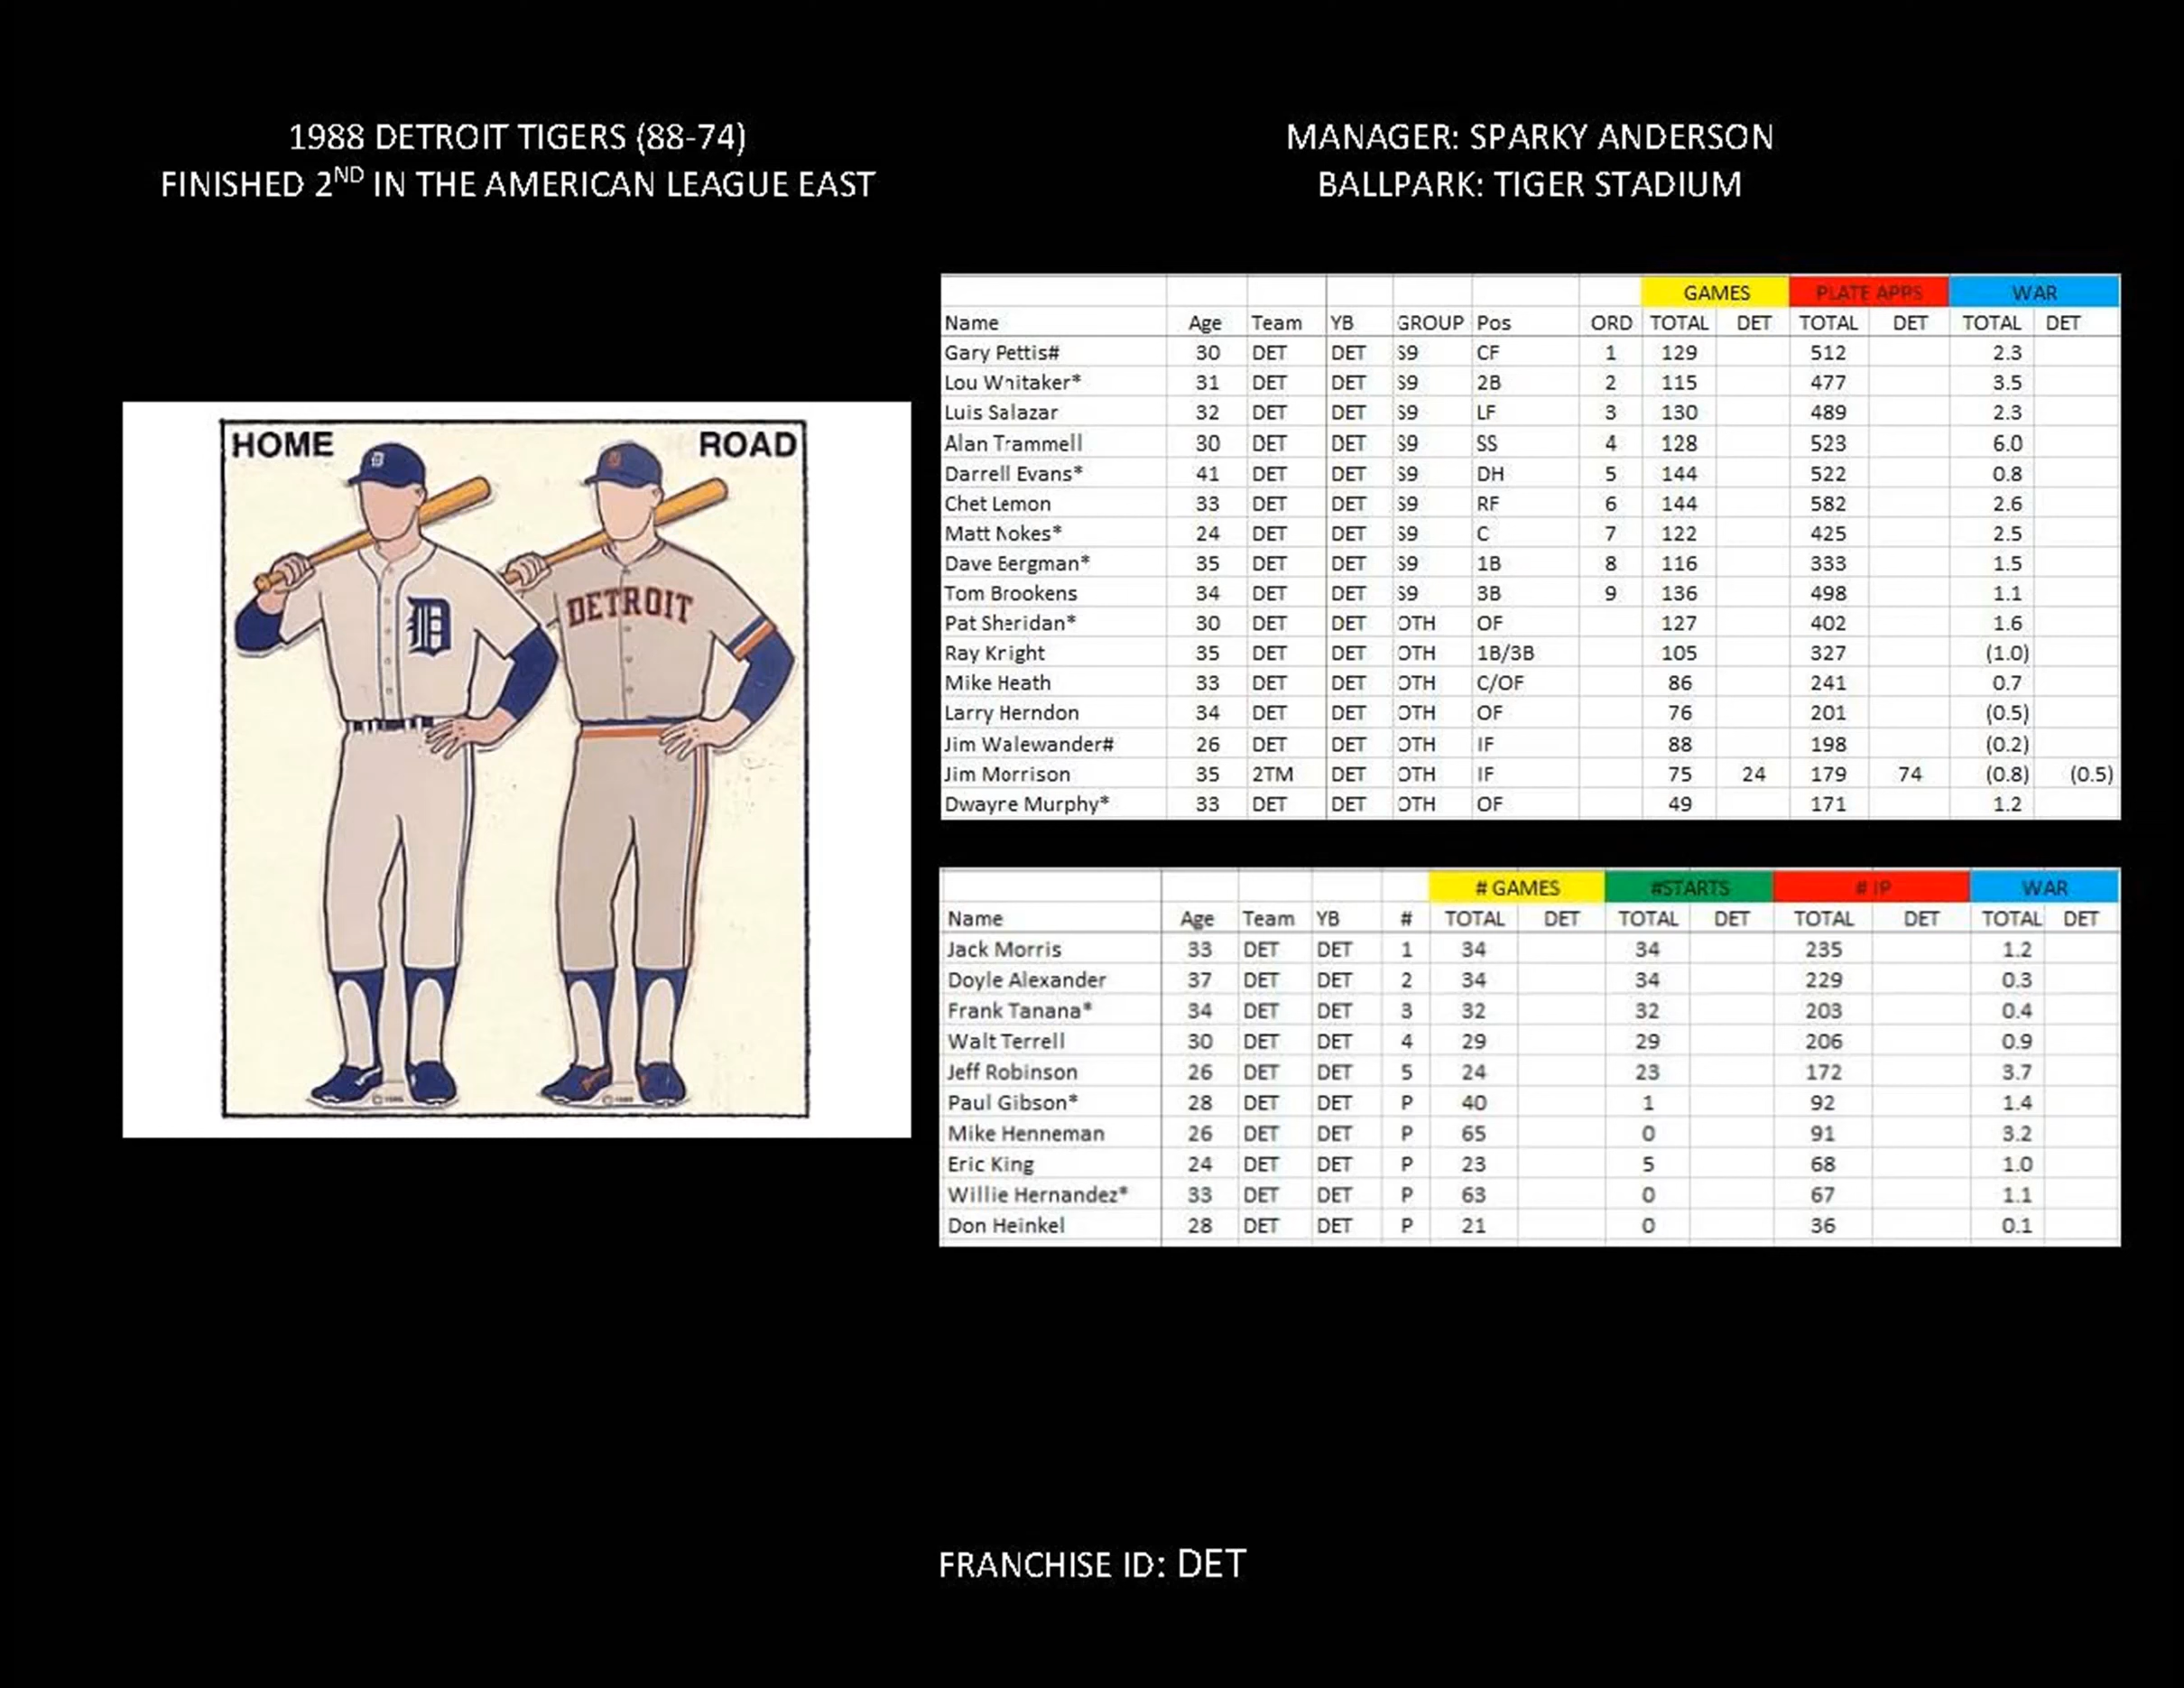 1988 DETROIT TIGERS (88-74)
FINISHED 2ND IN THE AMERICAN LEAGUE EAST
MANAGER: SPARKY ANDERSON
BALLPARK: TIGER STADIUM
HOME ROAD
D DETROIT
GAMES PLATE APPS WAR
Name Age Team YB GROUP Pos ORD TOTAL DET TOTAL DET TOTAL DET
Gary Pettis# 30 DET DET S9 CF 1 129 512 2.3
Lou Whitaker* 31 DET DET S9 2B 2 115 477 3.5
Luis Salazar 32 DET DET S9 LF 3 130 489 2.3
Alan Trammell 30 DET DET S9 SS 4 128 523 6.0
Darrell Evans* 41 DET DET S9 DH 5 144 522 0.8
Chet Lemon 33 DET DET S9 RF 6 144 582 2.6
Matt Nokes* 24 DET DET S9 C 7 122 425 2.5
Dave Bergman* 35 DET DET S9 1B 8 116 333 1.5
Tom Brookens 34 DET DET S9 3B 9 136 498 1.1
Pat Sheridan* 30 DET DET OTH OF 127 402 1.6
Ray Knight 35 DET DET OTH 1B/3B 105 327 (1.0)
Mike Heath 33 DET DET OTH C/OF 86 241 0.7
Larry Herndon 34 DET DET OTH OF 76 201 (0.5)
Jim Walewander# 26 DET DET OTH IF 88 198 (0.2)
Jim Morrison 35 2TM DET OTH IF 75 24 179 74 (0.8) (0.5)
Dwayne Murphy* 33 DET DET OTH OF 49 171 1.2
# GAMES #STARTS # IP WAR
Name Age Team YB # TOTAL DET TOTAL DET TOTAL DET TOTAL DET
Jack Morris 33 DET DET 1 34 34 235 1.2
Doyle Alexander 37 DET DET 2 34 34 229 0.3
Frank Tanana* 34 DET DET 3 32 32 203 0.4
Walt Terrell 30 DET DET 4 29 29 206 0.9
Jeff Robinson 26 DET DET 5 24 23 172 3.7
Paul Gibson* 28 DET DET P 40 1 92 1.4
Mike Henneman 26 DET DET P 65 0 91 3.2
Eric King 24 DET DET P 23 5 68 1.0
Willie Hernandez* 33 DET DET P 63 0 67 1.1
Don Heinkel 28 DET DET P 21 0 36 0.1
FRANCHISE ID: DET